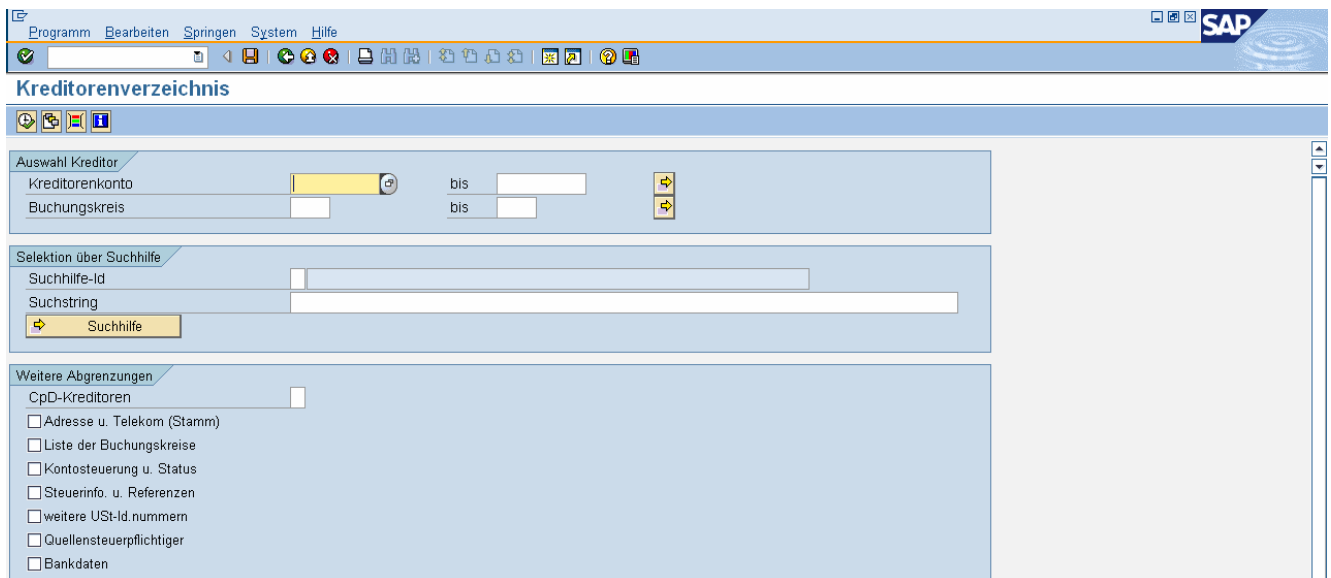 SAP
Programm Bearbeiten Springen System Hilfe
Kreditorenverzeichnis
Auswahl Kreditor
Kreditorenkonto bis
Buchungskreis bis
Selektion über Suchhilfe
Suchhilfe-Id
Suchstring
Suchhilfe
Weitere Abgrenzungen
CpD-Kreditoren
Adresse u. Telekom (Stamm)
Liste der Buchungskreise
Kontosteuerung u. Status
Steuerinfo. u. Referenzen
weitere USt-Id.nummern
Quellensteuerpflichtiger
Bankdaten